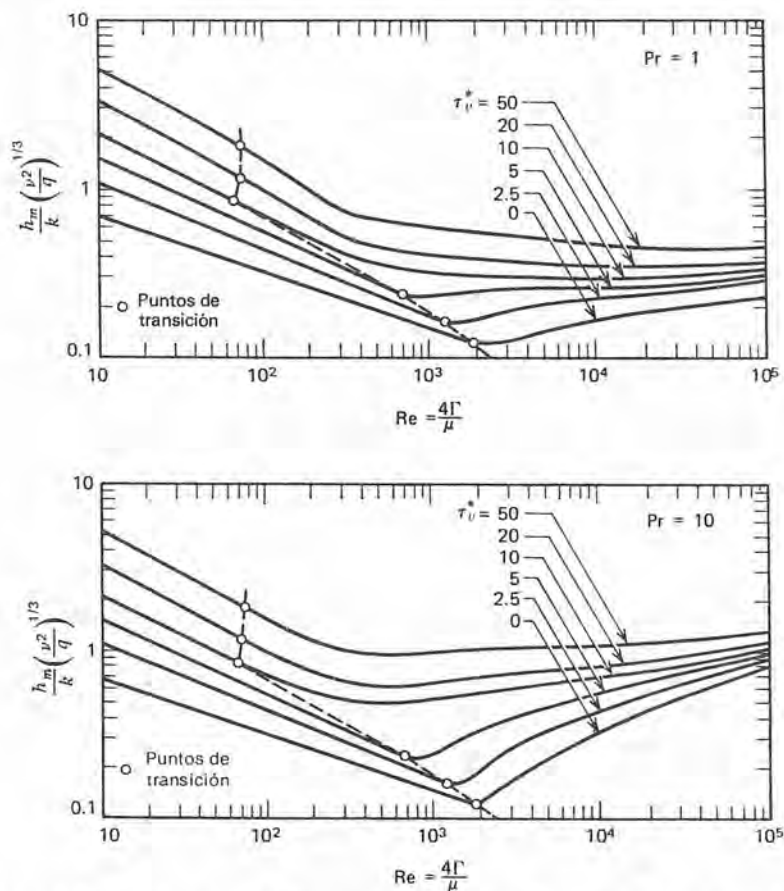 10
Pr = 1
τ*ᵥ = 50
20
10
5
2.5
0
hₘ/k (ν²/g)^1/3
1
○ Puntos de
transición
0.1
10 10² 10³ 10⁴ 10⁵
Re = 4Γ/μ
10
Pr = 10
τ*ᵥ = 50
20
10
5
2.5
0
hₘ/k (ν²/g)^1/3
1
○ Puntos de
transición
0.1
10 10² 10³ 10⁴ 10⁵
Re = 4Γ/μ